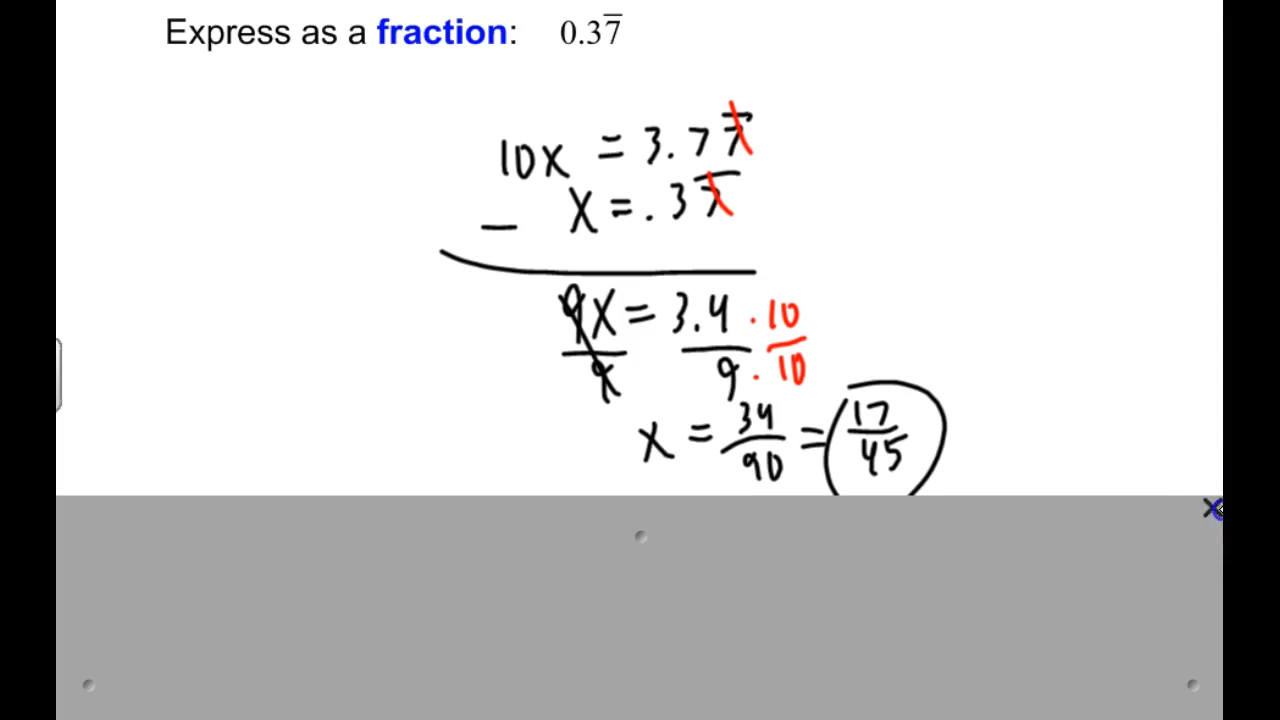 Express as a fraction: 0.37̅
10x = 3.77̅
− x = .37̅
9x = 3.4 · 10
9 9 · 10
x = 34/90 = 17/45